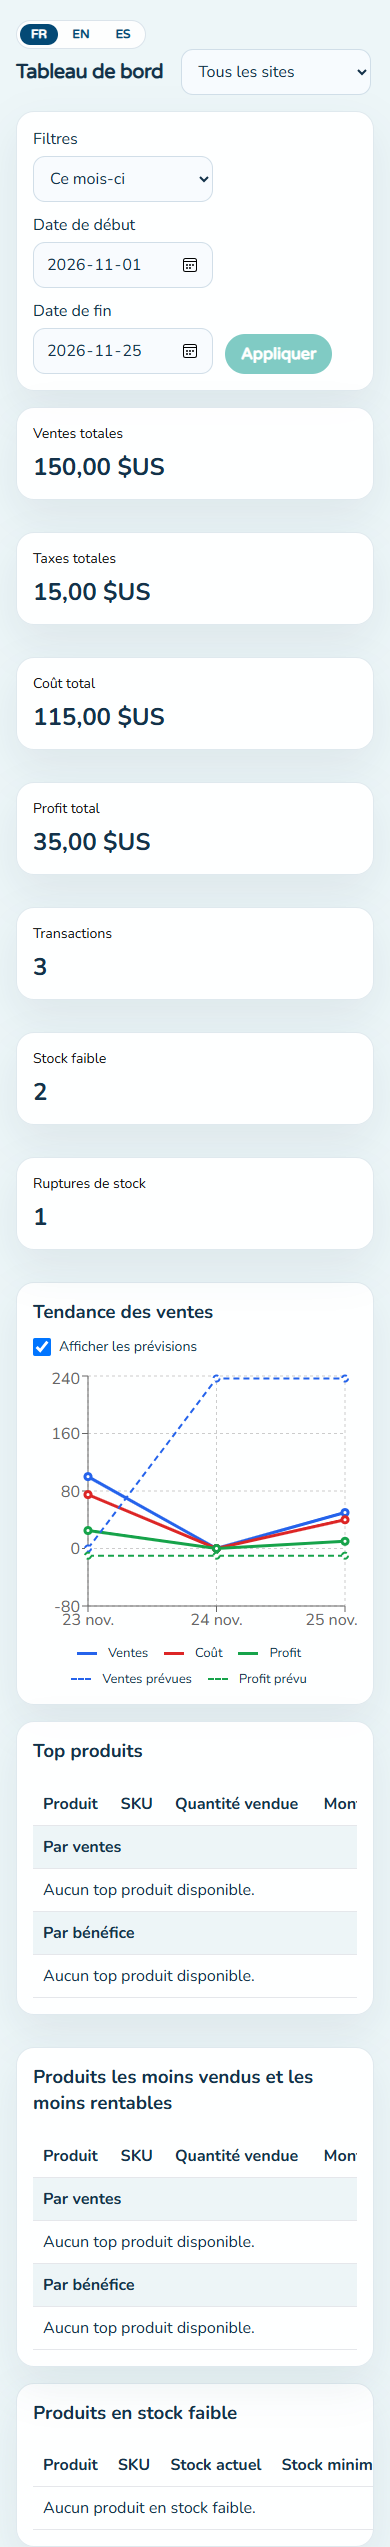 FR EN ES
Tableau de bord Tous les sites
Filtres
Ce mois-ci
Date de début
2026-11-01
Date de fin
2026-11-25 Appliquer
Ventes totales
150,00 $US
Taxes totales
15,00 $US
Coût total
115,00 $US
Profit total
35,00 $US
Transactions
3
Stock faible
2
Ruptures de stock
1
Tendance des ventes
Afficher les prévisions
240
160
80
0
-80
23 nov. 24 nov. 25 nov.
Ventes Coût Profit
Ventes prévues Profit prévu
Top produits
Produit SKU Quantité vendue
Par ventes
Aucun top produit disponible.
Par bénéfice
Aucun top produit disponible.
Produits les moins vendus et les
moins rentables
Produit SKU Quantité vendue
Par ventes
Aucun top produit disponible.
Par bénéfice
Aucun top produit disponible.
Produits en stock faible
Produit SKU Stock actuel Stock minim
Aucun produit en stock faible.